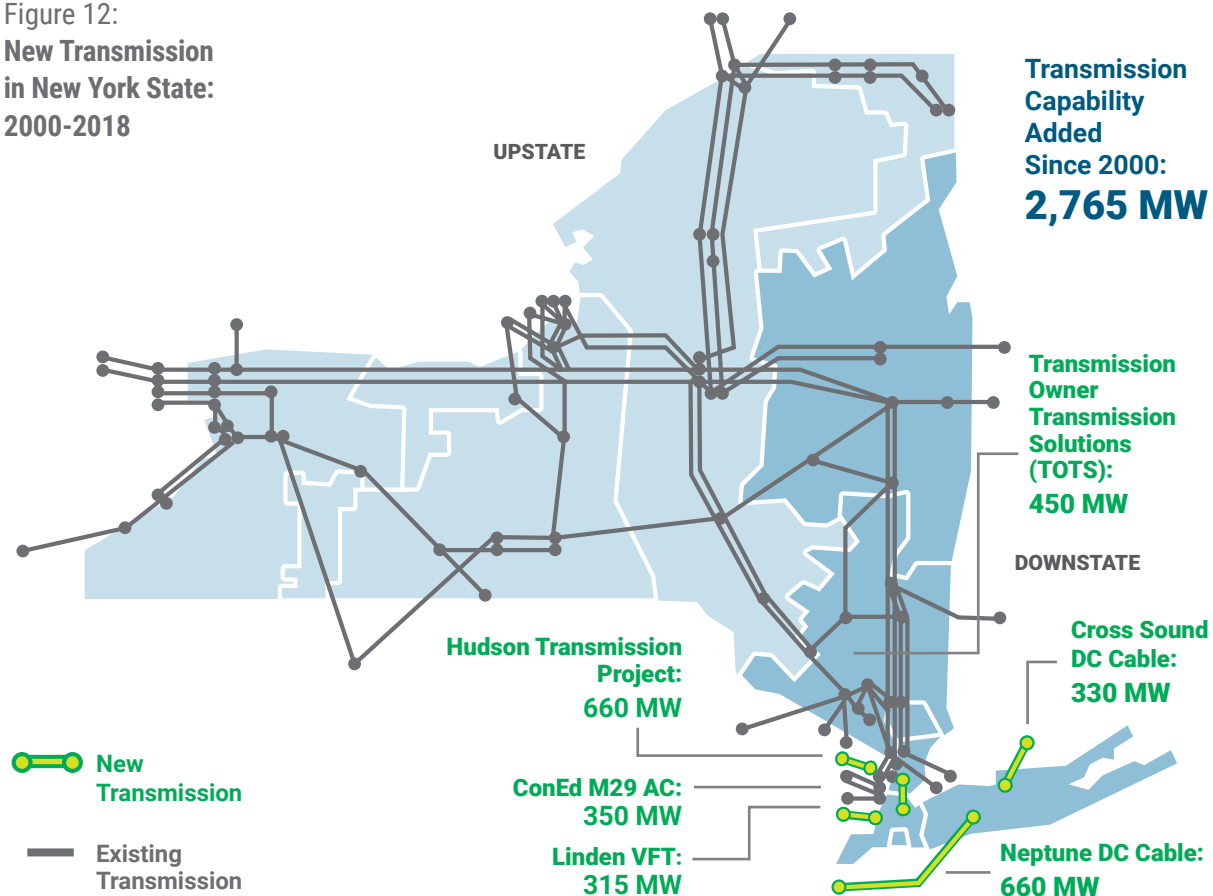 Figure 12:
New Transmission
in New York State:
2000-2018
UPSTATE
Transmission
Capability
Added
Since 2000:
2,765 MW
Transmission
Owner
Transmission
Solutions
(TOTS):
450 MW
DOWNSTATE
Hudson Transmission
Project:
660 MW
Cross Sound
DC Cable:
330 MW
ConEd M29 AC:
350 MW
Linden VFT:
315 MW
Neptune DC Cable:
660 MW
New
Transmission
Existing
Transmission